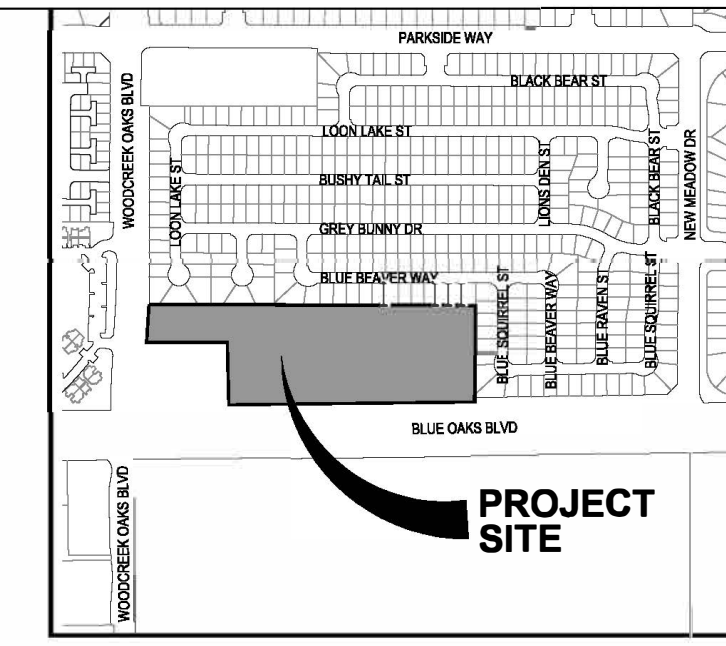 PARKSIDE WAY
BLACK BEAR ST
WOODCREEK OAKS BLVD
LOON LAKE ST
LIONS DEN ST
BLACK BEAR ST
NEW MEADOW DR
LOON LAKE ST
BUSHY TAIL ST
GREY BUNNY DR
BLUE BEAVER WAY
BLUE SQUIRREL ST
BLUE BEAVER WAY
BLUE RAVEN ST
BLUE SQUIRREL ST
BLUE OAKS BLVD
WOODCREEK OAKS BLVD
PROJECT
SITE